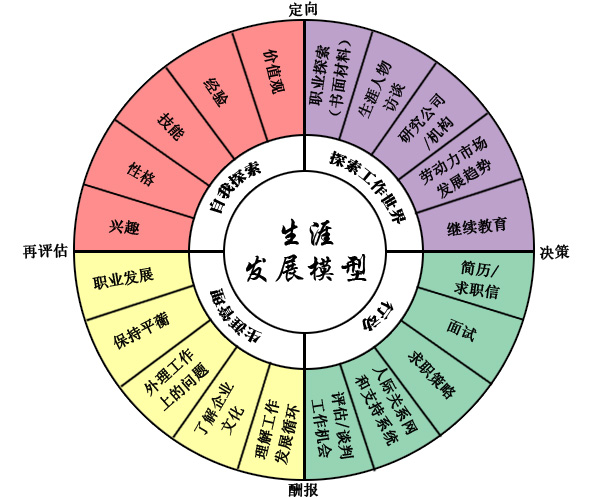 定向
价值观
经验
技能
性格
兴趣
自我探索
职业探索
（书面材料）
生涯人物
访谈
研究公司
/机构
劳动力市场
发展趋势
继续教育
探索工作世界
再评估
决策
生涯
发展模型
职业发展
保持平衡
外理工作
上的问题
了解企业
文化
理解工作
发展循环
生涯管理
简历/
求职信
面试
求职策略
人际关系网
和支持系统
评估/谈判
工作机会
行动
酬报